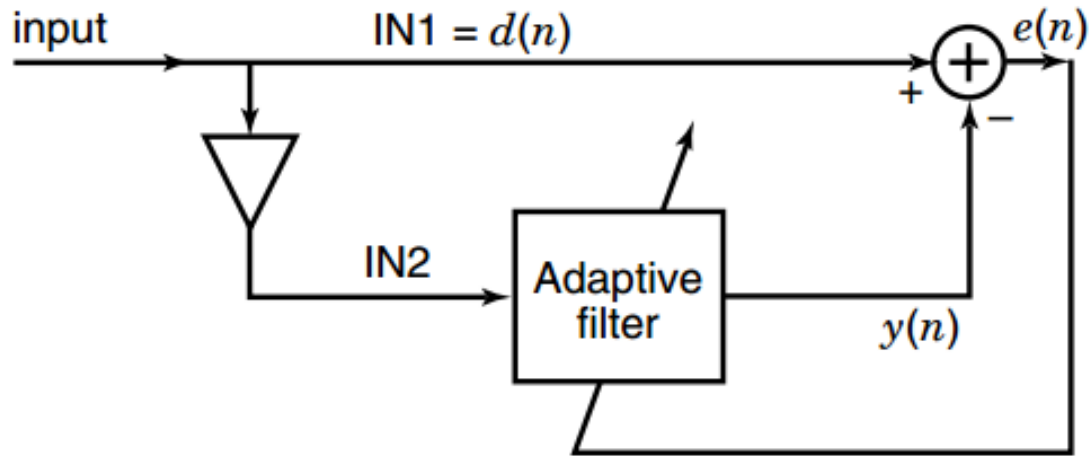 input
IN1 = d(n)
e(n)
+
+
−
IN2
Adaptive
filter
y(n)